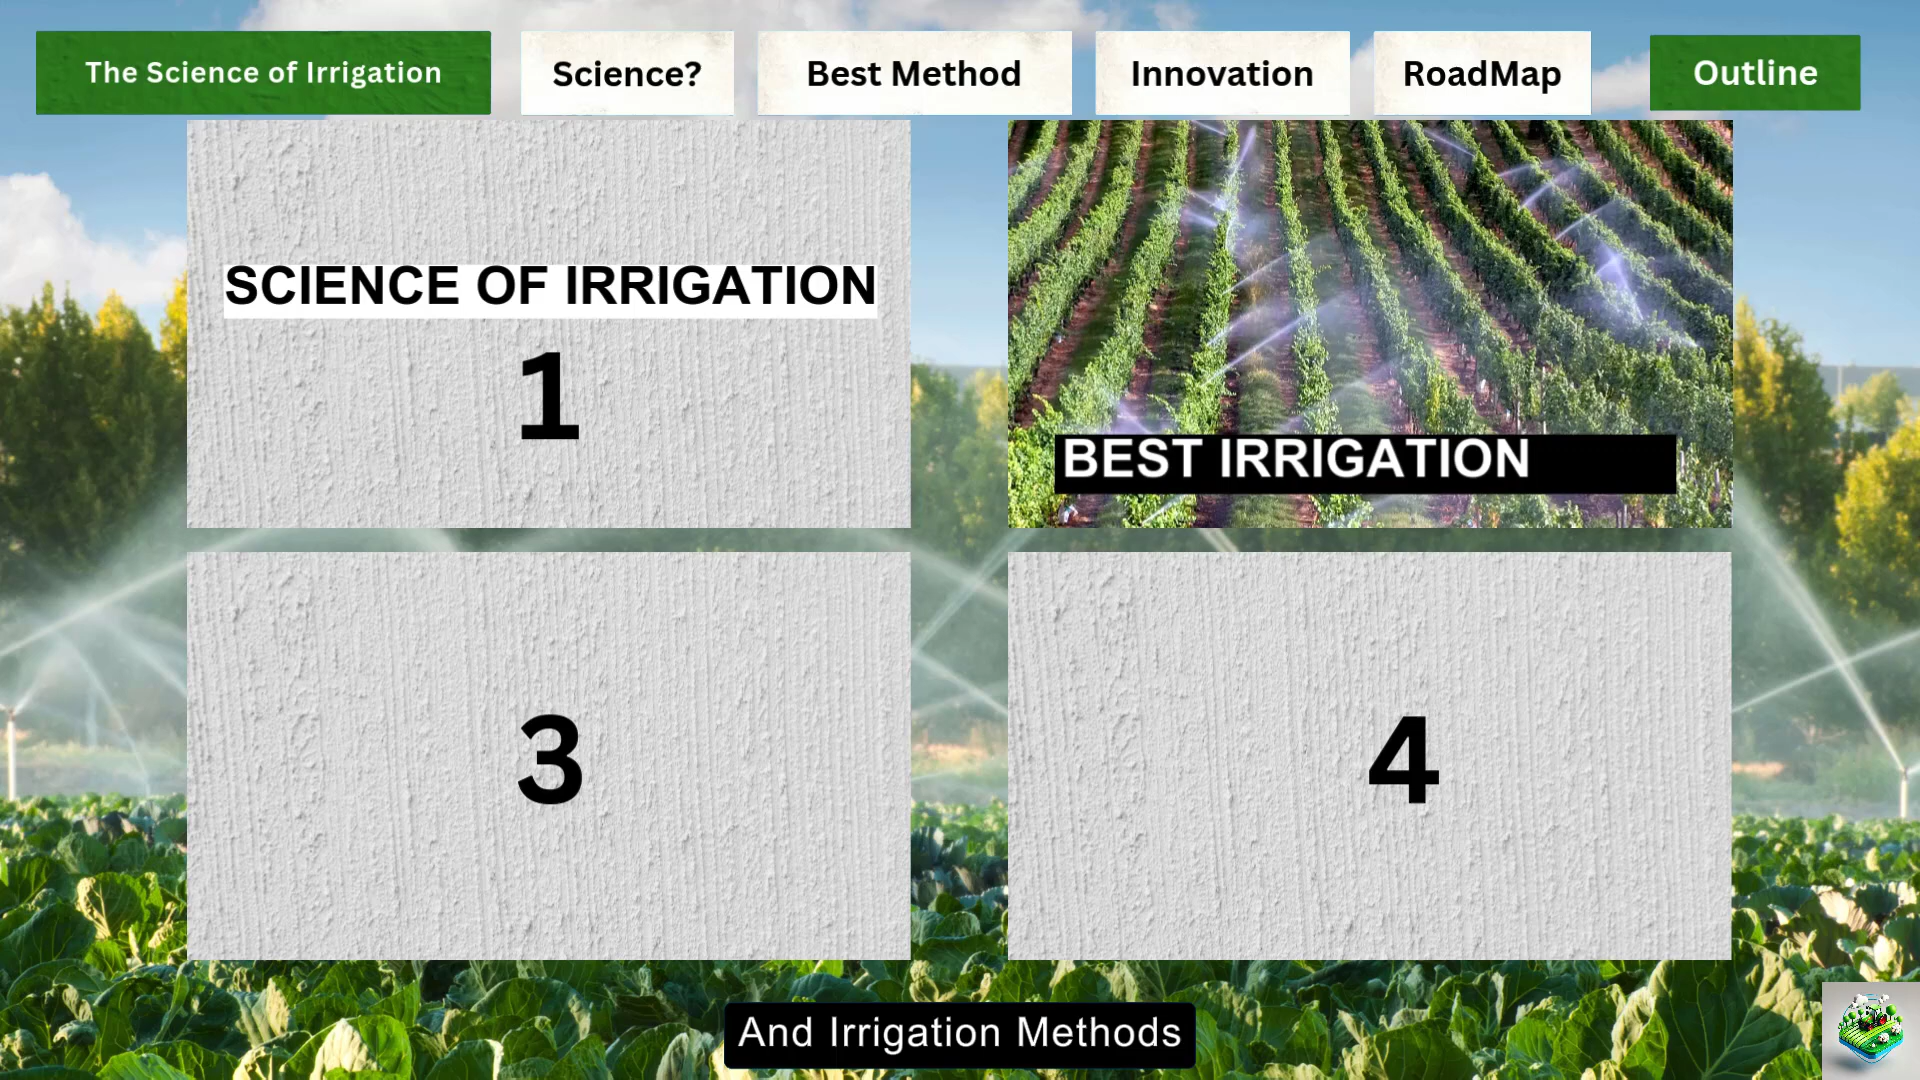 The Science of Irrigation
Science?
Best Method
Innovation
RoadMap
Outline
SCIENCE OF IRRIGATION
1
BEST IRRIGATION
3
4
And Irrigation Methods